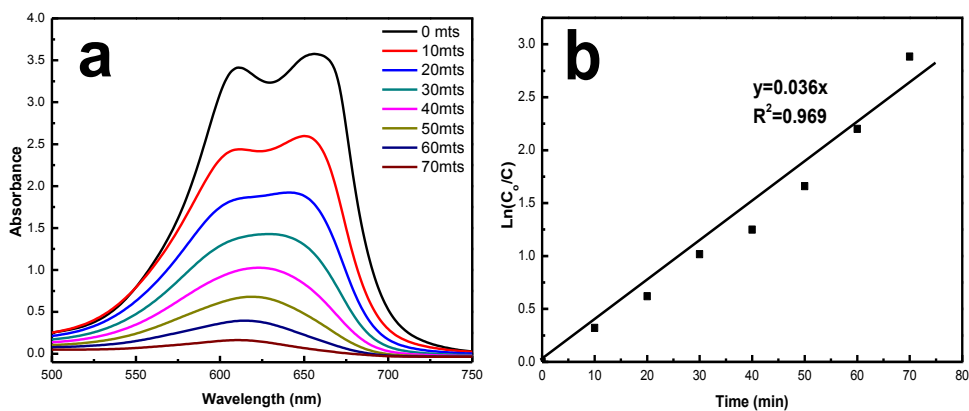 a
4.0
3.5
3.0
2.5
2.0
1.5
1.0
0.5
0.0
Absorbance
500 550 600 650 700 750
Wavelength (nm)
0 mts
10mts
20mts
30mts
40mts
50mts
60mts
70mts
b
3.0
2.5
2.0
1.5
1.0
0.5
0.0
Ln(C₀/C)
y=0.036x
R²=0.969
0 10 20 30 40 50 60 70 80
Time (min)